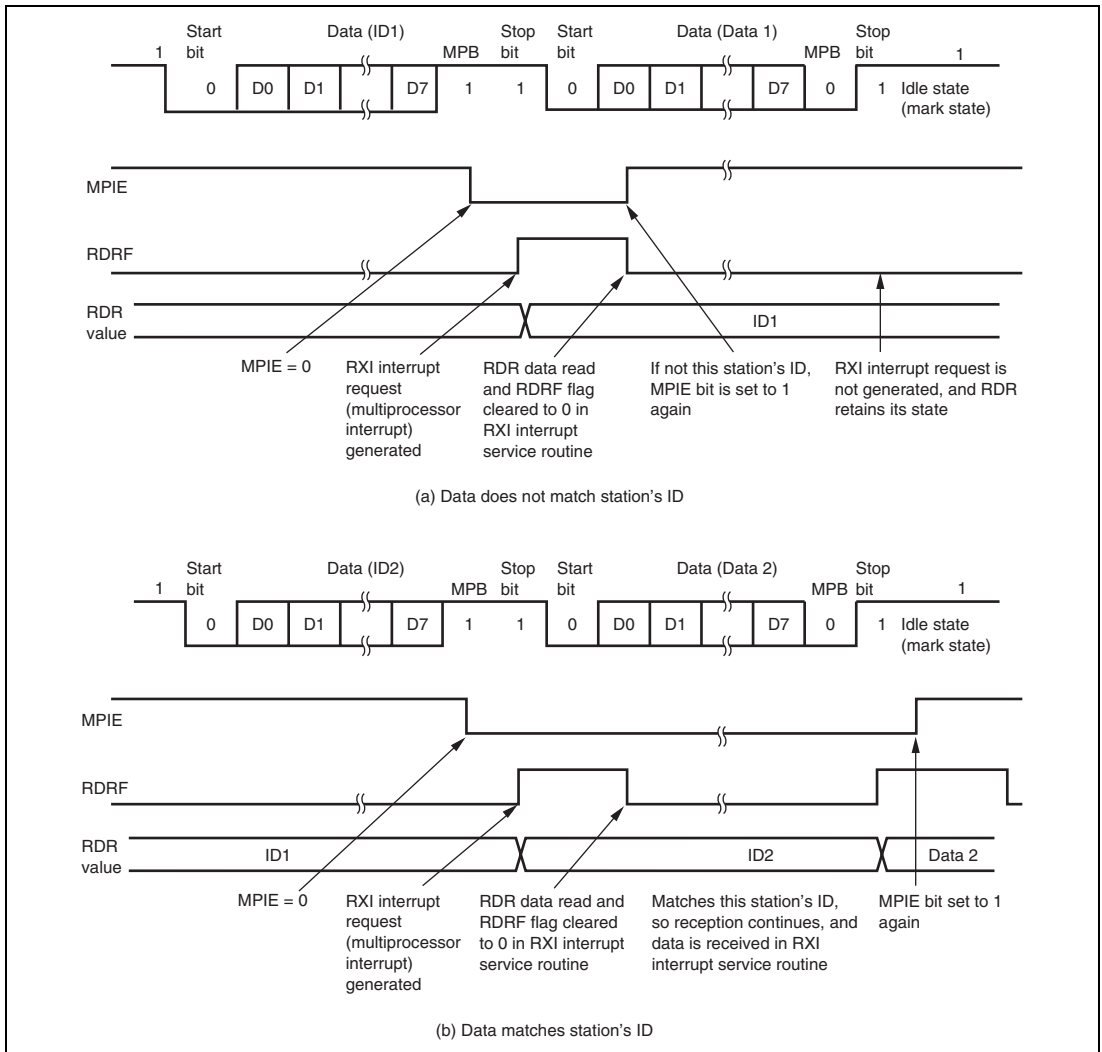 Start Data (ID1) Stop Start Data (Data 1) Stop
1 bit MPB bit bit MPB bit 1
0 D0 D1 D7 1 1 0 D0 D1 D7 0 1 Idle state
(mark state)
MPIE
RDRF
RDR
value
ID1
MPIE = 0
RXI interrupt
request
(multiprocessor
interrupt)
generated
RDR data read
and RDRF flag
cleared to 0 in
RXI interrupt
service routine
If not this station's ID,
MPIE bit is set to 1
again
RXI interrupt request is
not generated, and RDR
retains its state
(a) Data does not match station's ID
Start Data (ID2) Stop Start Data (Data 2) Stop
1 bit MPB bit bit MPB bit 1
0 D0 D1 D7 1 1 0 D0 D1 D7 0 1 Idle state
(mark state)
MPIE
RDRF
RDR
value
ID1 ID2 Data 2
MPIE = 0
RXI interrupt
request
(multiprocessor
interrupt)
generated
RDR data read and
RDRF flag cleared
to 0 in RXI interrupt
service routine
Matches this station's ID,
so reception continues, and
data is received in RXI
interrupt service routine
MPIE bit set to 1
again
(b) Data matches station's ID